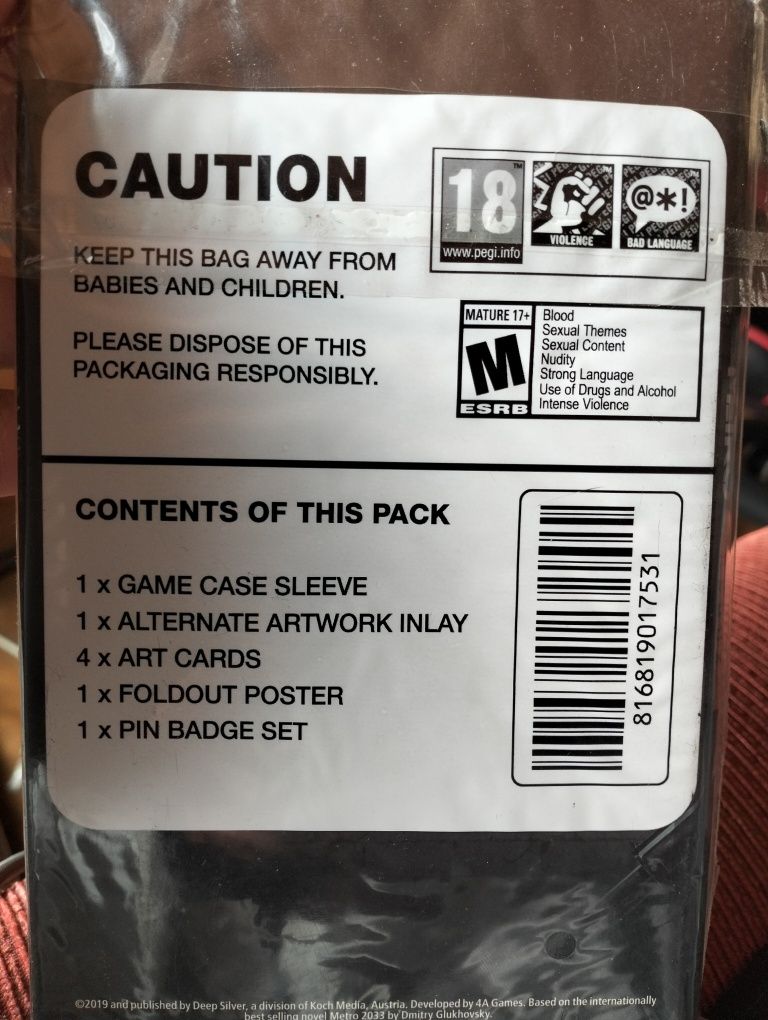 CAUTION
KEEP THIS BAG AWAY FROM
BABIES AND CHILDREN.
PLEASE DISPOSE OF THIS
PACKAGING RESPONSIBLY.
18™
www.pegi.info
VIOLENCE
@*!
BAD LANGUAGE
MATURE 17+
M
ESRB
Blood
Sexual Themes
Sexual Content
Nudity
Strong Language
Use of Drugs and Alcohol
Intense Violence
CONTENTS OF THIS PACK
1 x GAME CASE SLEEVE
1 x ALTERNATE ARTWORK INLAY
4 x ART CARDS
1 x FOLDOUT POSTER
1 x PIN BADGE SET
816819017531
©2019 and published by Deep Silver, a division of Koch Media, Austria. Developed by 4A Games. Based on the internationally
best selling novel Metro 2033 by Dmitry Glukhovsky.